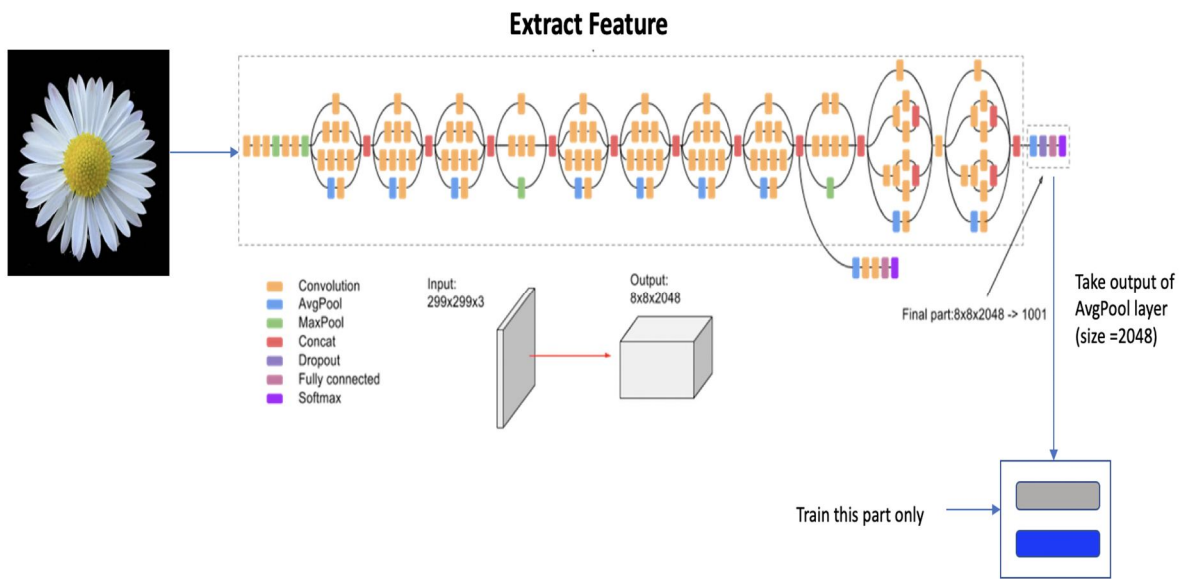 Extract Feature
Convolution
AvgPool
MaxPool
Concat
Dropout
Fully connected
Softmax
Input:
299x299x3
Output:
8x8x2048
Final part:8x8x2048 -> 1001
Take output of
AvgPool layer
(size =2048)
Train this part only